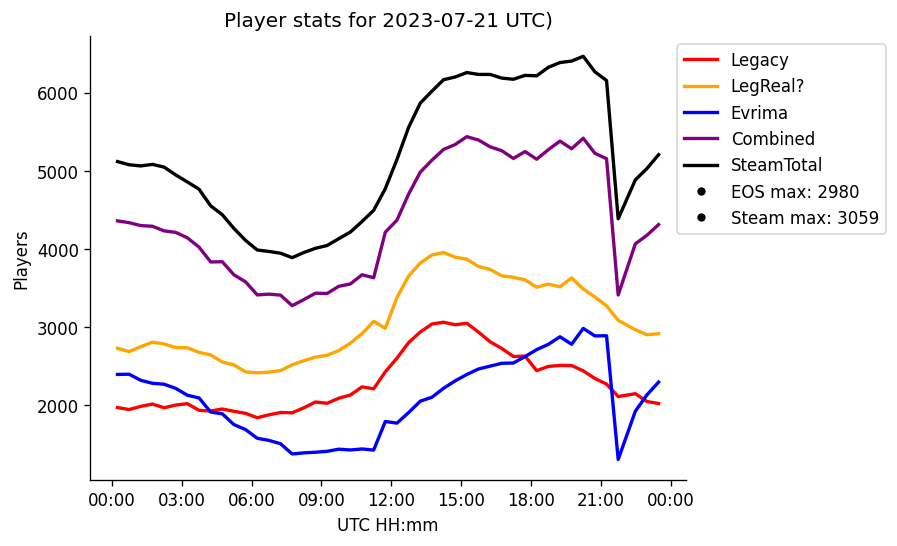 Player stats for 2023-07-21 UTC)
Legacy
LegReal?
Evrima
Combined
SteamTotal
EOS max: 2980
Steam max: 3059
6000
5000
4000
3000
2000
Players
00:00 03:00 06:00 09:00 12:00 15:00 18:00 21:00 00:00
UTC HH:mm